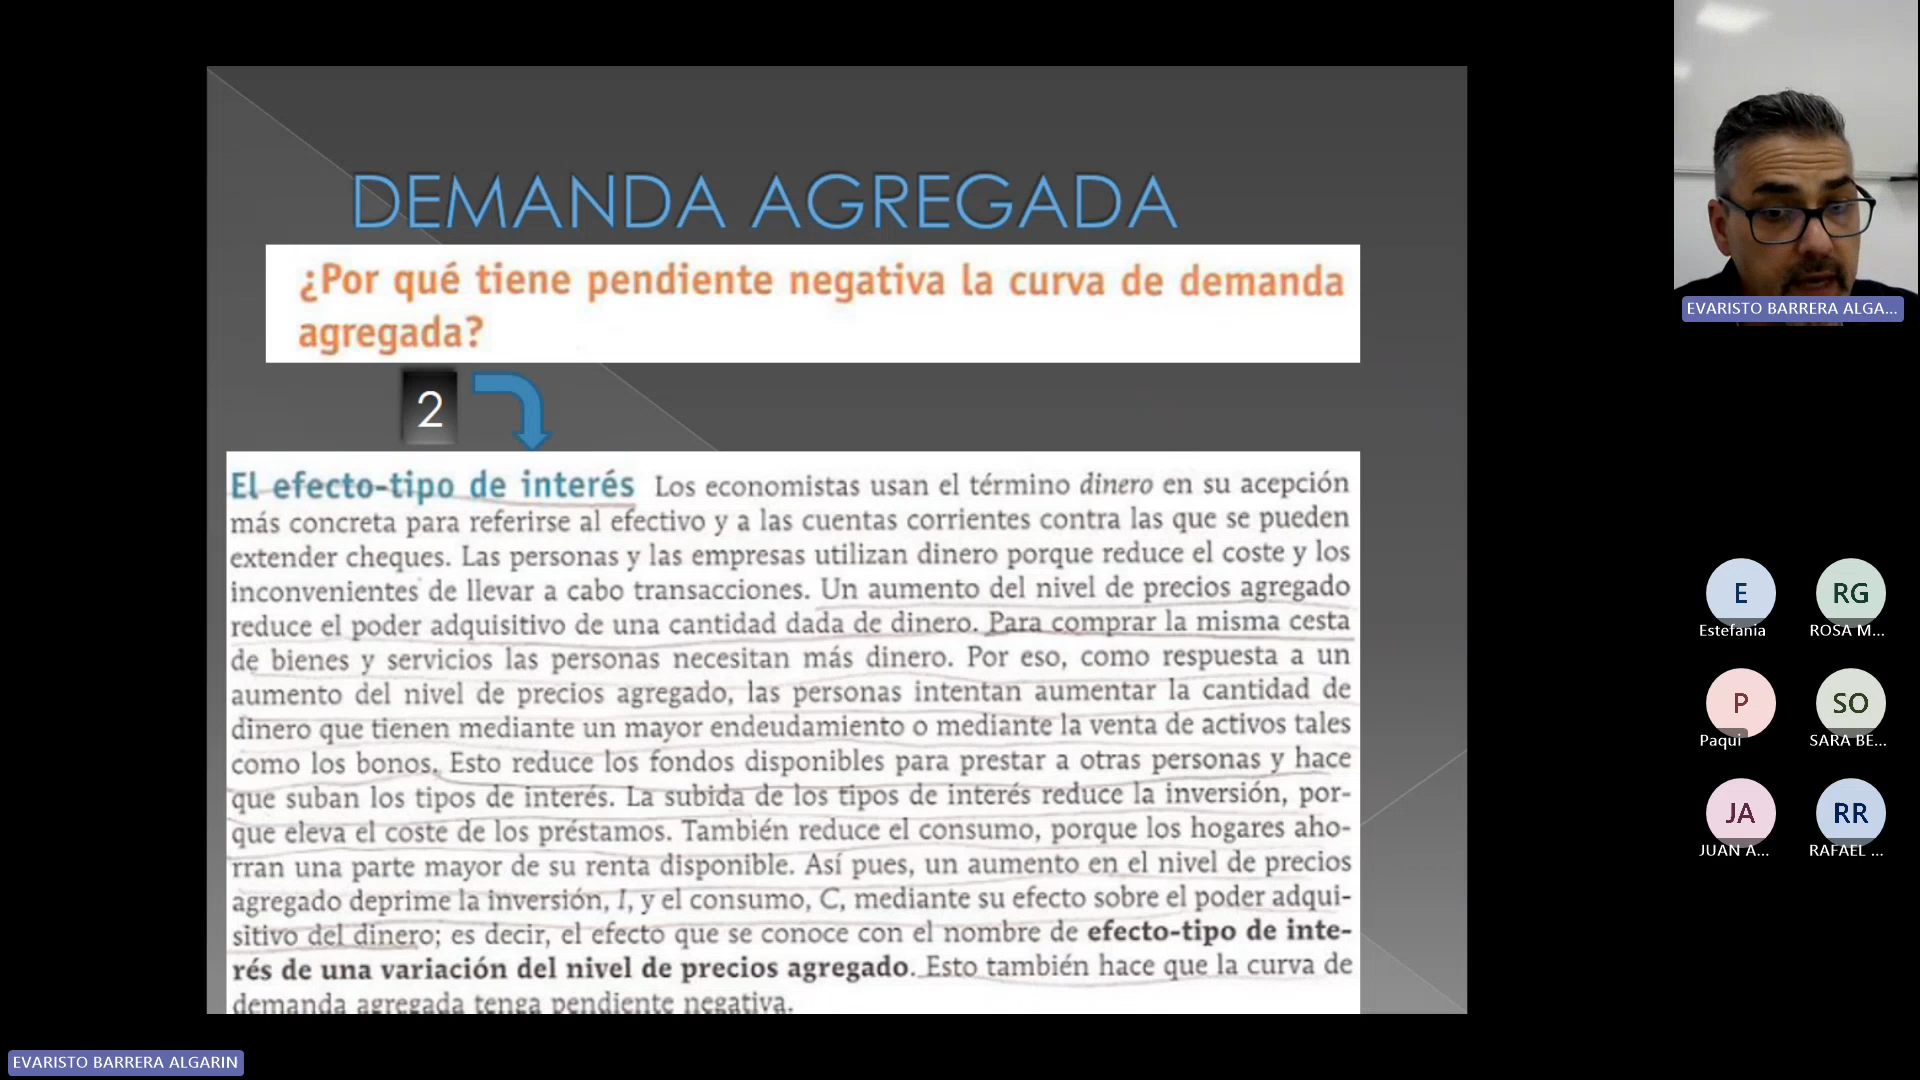 DEMANDA AGREGADA
¿Por qué tiene pendiente negativa la curva de demanda
agregada?
2
El efecto-tipo de interés Los economistas usan el término dinero en su acepción
más concreta para referirse al efectivo y a las cuentas corrientes contra las que se pueden
extender cheques. Las personas y las empresas utilizan dinero porque reduce el coste y los
inconvenientes de llevar a cabo transacciones. Un aumento del nivel de precios agregado
reduce el poder adquisitivo de una cantidad dada de dinero. Para comprar la misma cesta
de bienes y servicios las personas necesitan más dinero. Por eso, como respuesta a un
aumento del nivel de precios agregado, las personas intentan aumentar la cantidad de
dinero que tienen mediante un mayor endeudamiento o mediante la venta de activos tales
como los bonos. Esto reduce los fondos disponibles para prestar a otras personas y hace
que suban los tipos de interés. La subida de los tipos de interés reduce la inversión, por-
que eleva el coste de los préstamos. También reduce el consumo, porque los hogares aho-
rran una parte mayor de su renta disponible. Así pues, un aumento en el nivel de precios
agregado deprime la inversión, I, y el consumo, C, mediante su efecto sobre el poder adqui-
sitivo del dinero; es decir, el efecto que se conoce con el nombre de efecto-tipo de inte-
rés de una variación del nivel de precios agregado. Esto también hace que la curva de
demanda agregada tenga pendiente negativa.
EVARISTO BARRERA ALGA...
E
RG
Estefania
ROSA M...
P
SO
Paqui
SARA BE...
JA
RR
JUAN A...
RAFAEL ...
EVARISTO BARRERA ALGARIN